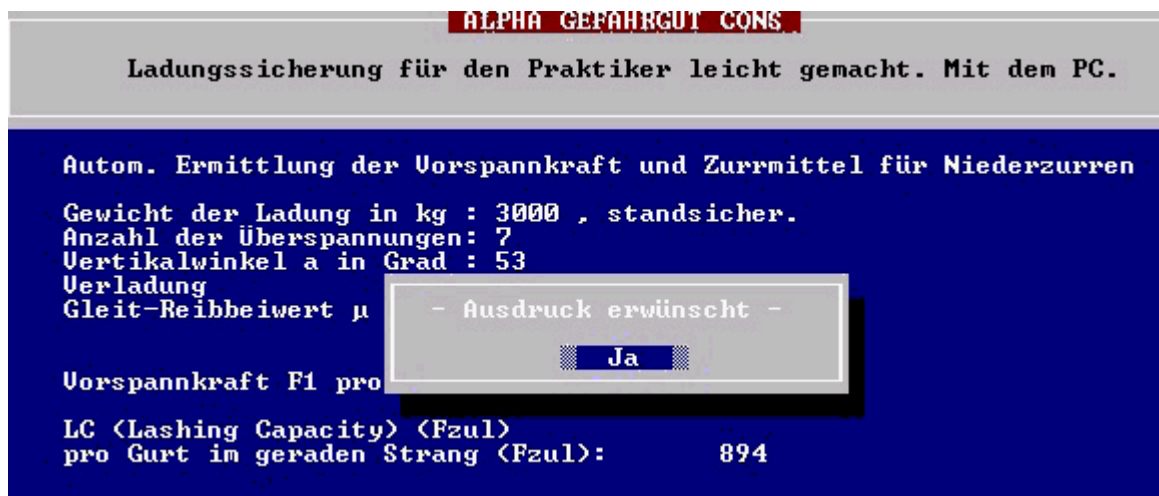 ALPHA GEFAHRGUT CONS
Ladungssicherung für den Praktiker leicht gemacht. Mit dem PC.
Autom. Ermittlung der Vorspannkraft und Zurrmittel für Niederzurren
Gewicht der Ladung in kg : 3000 , standsicher.
Anzahl der Überspannungen: 7
Vertikalwinkel a in Grad : 53
Verladung
Gleit-Reibbeiwert µ
- Ausdruck erwünscht -
Ja
Vorspannkraft F1 pro
LC (Lashing Capacity) (Fzul)
pro Gurt im geraden Strang (Fzul): 894